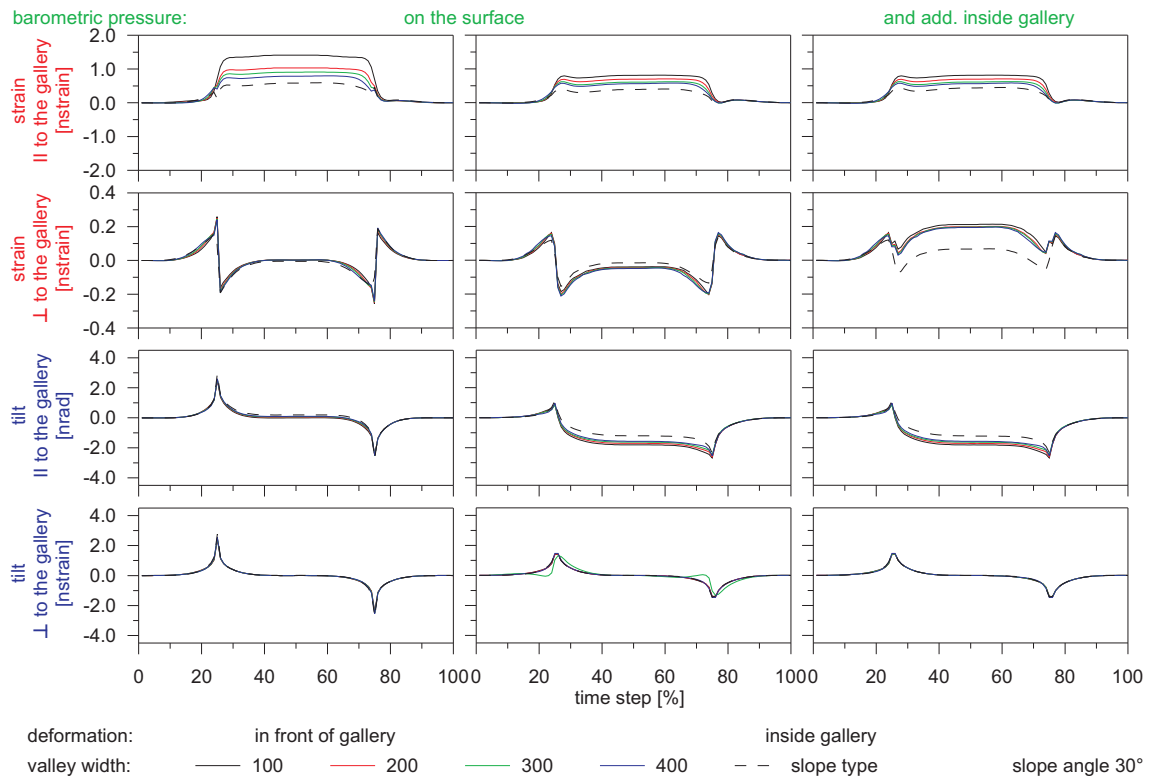 barometric pressure: on the surface and add. inside gallery
strain
II to the gallery
[nstrain]
2.0
1.0
0.0
-1.0
-2.0
strain
⊥ to the gallery
[nstrain]
0.4
0.2
0.0
-0.2
-0.4
tilt
II to the gallery
[nrad]
4.0
2.0
0.0
-2.0
-4.0
tilt
⊥ to the gallery
[nstrain]
4.0
2.0
0.0
-2.0
-4.0
0 20 40 60 80 100 0 20 40 60 80 100 0 20 40 60 80 100
time step [%]
deformation: in front of gallery inside gallery
valley width: 100 200 300 400 slope type slope angle 30°